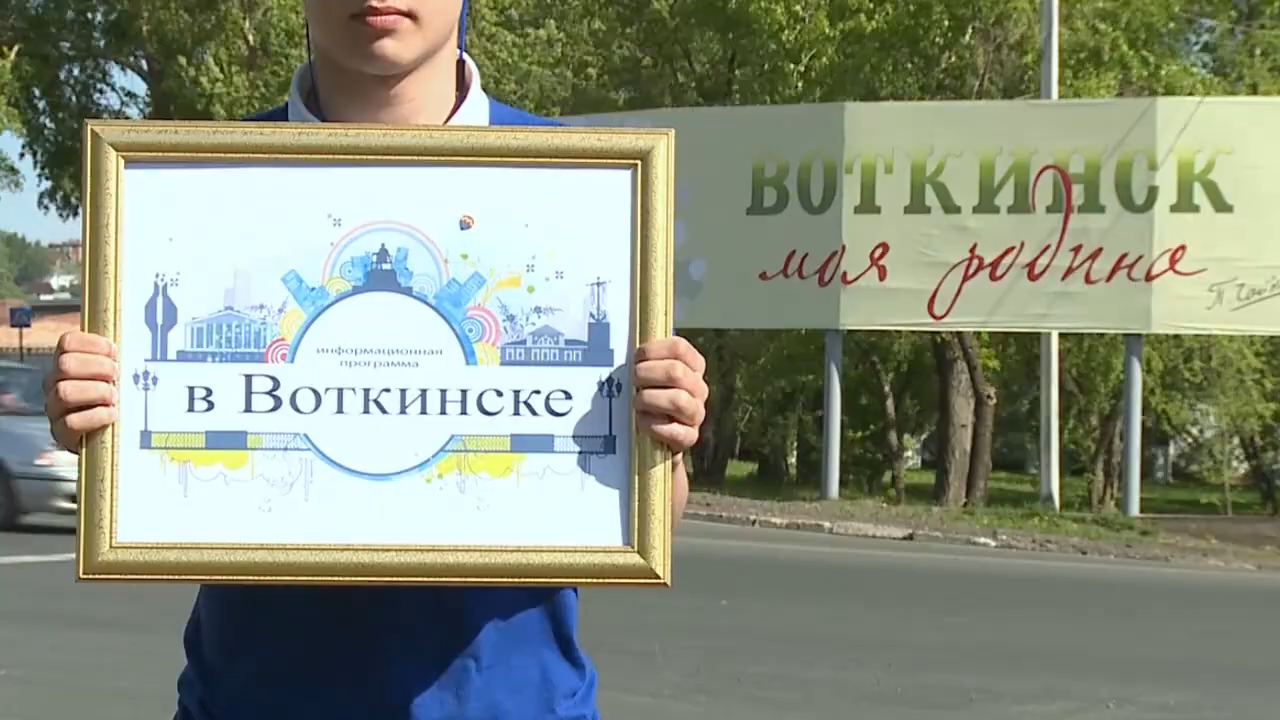 информационная
программа
в Воткинске
ВОТКИНСК
моя родина